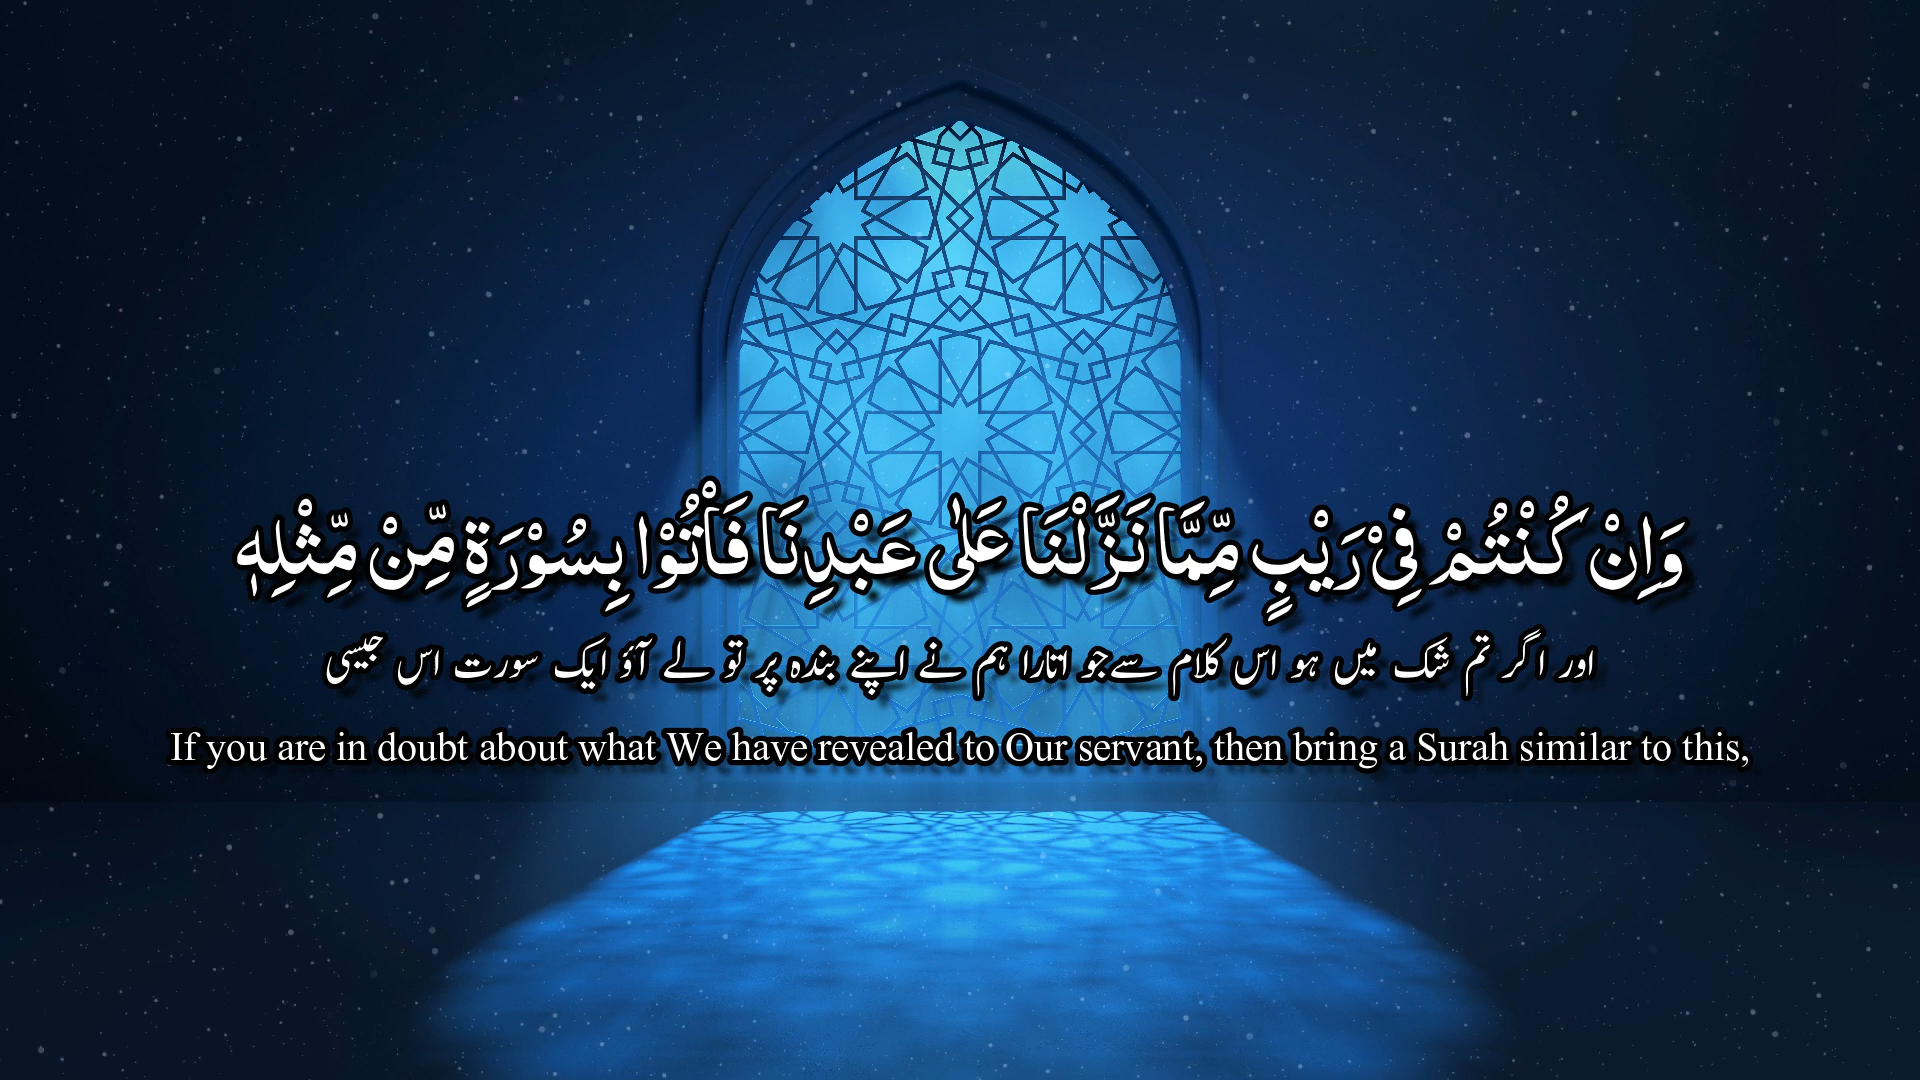 وَاِنْ كُنْتُمْ فِیْ رَیْبٍ مِّمَّا نَزَّلْنَا عَلٰی عَبْدِنَا فَاْتُوْا بِسُوْرَةٍ مِّنْ مِّثْلِهٖ
اور اگر تم شک میں ہو اس کلام سے جو اتارا ہم نے اپنے بندہ پر تو لے آؤ ایک سورت اس جیسی
If you are in doubt about what We have revealed to Our servant, then bring a Surah similar to this,